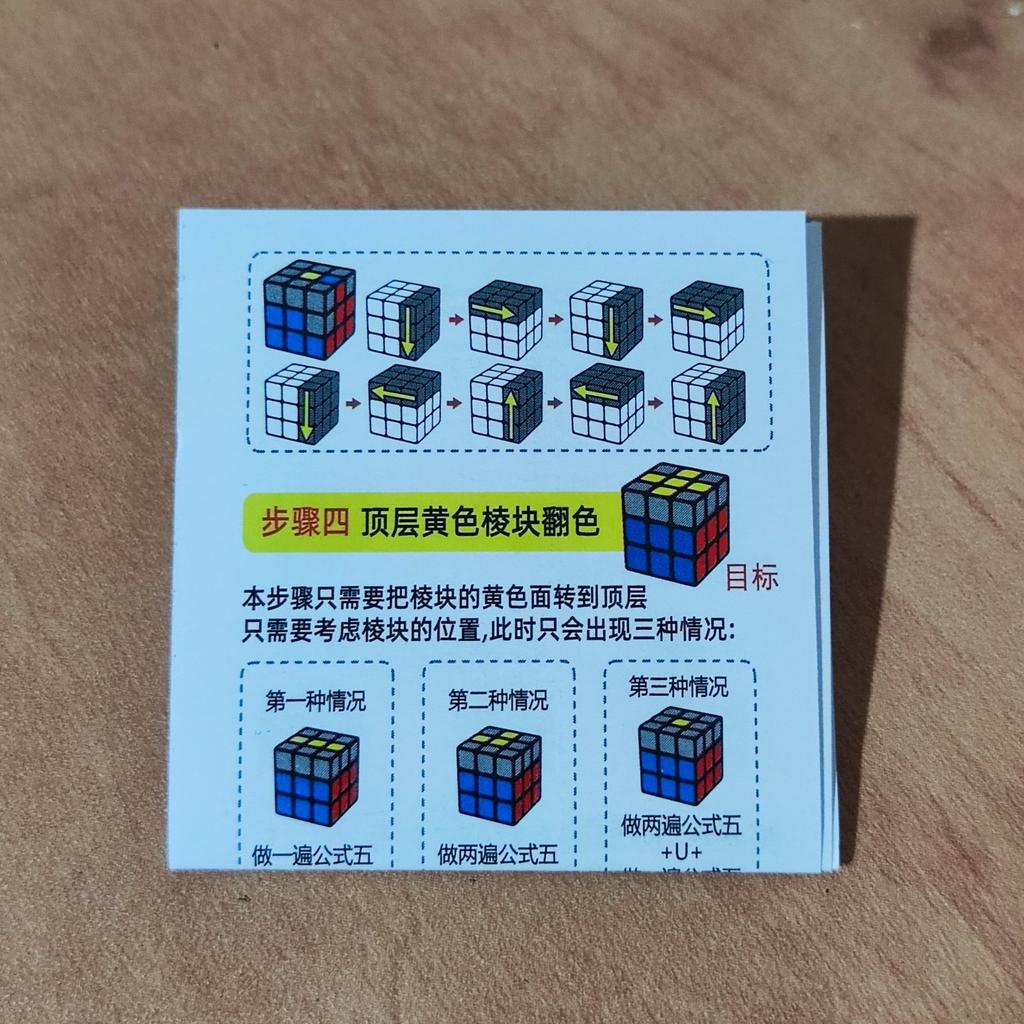 步骤四 顶层黄色棱块翻色
目标
本步骤只需要把棱块的黄色面转到顶层
只需要考虑棱块的位置,此时只会出现三种情况:
第一种情况
做一遍公式五
第二种情况
做两遍公式五
第三种情况
做两遍公式五
+U+